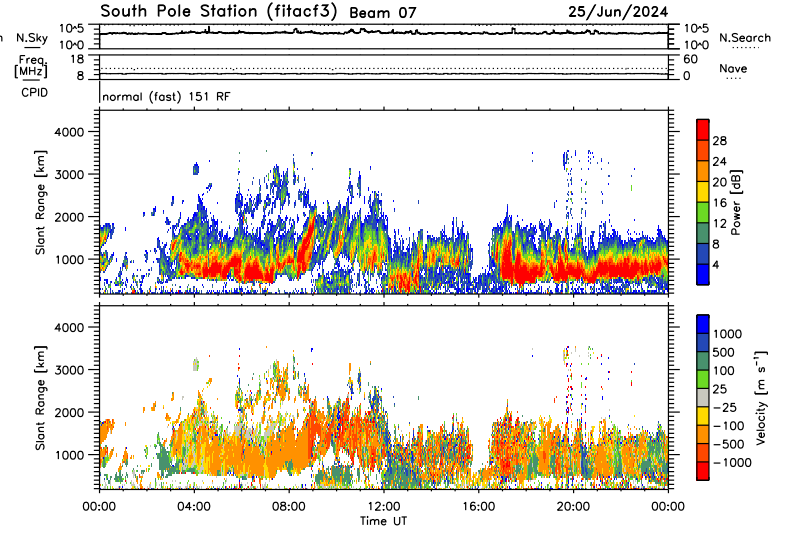 South Pole Station (fitacf3) Beam 07 25/Jun/2024
N.Sky 10^5 10^0 10^5 10^0 N.Search
Freq. [MHz] 18 8 60 0 Nave
CPID normal (fast) 151 RF
Slant Range [km]
4000
3000
2000
1000
Power [dB]
28
24
20
16
12
8
4
Slant Range [km]
4000
3000
2000
1000
Velocity [m s⁻¹]
1000
500
100
25
-25
-100
-500
-1000
00:00 04:00 08:00 12:00 16:00 20:00 00:00
Time UT